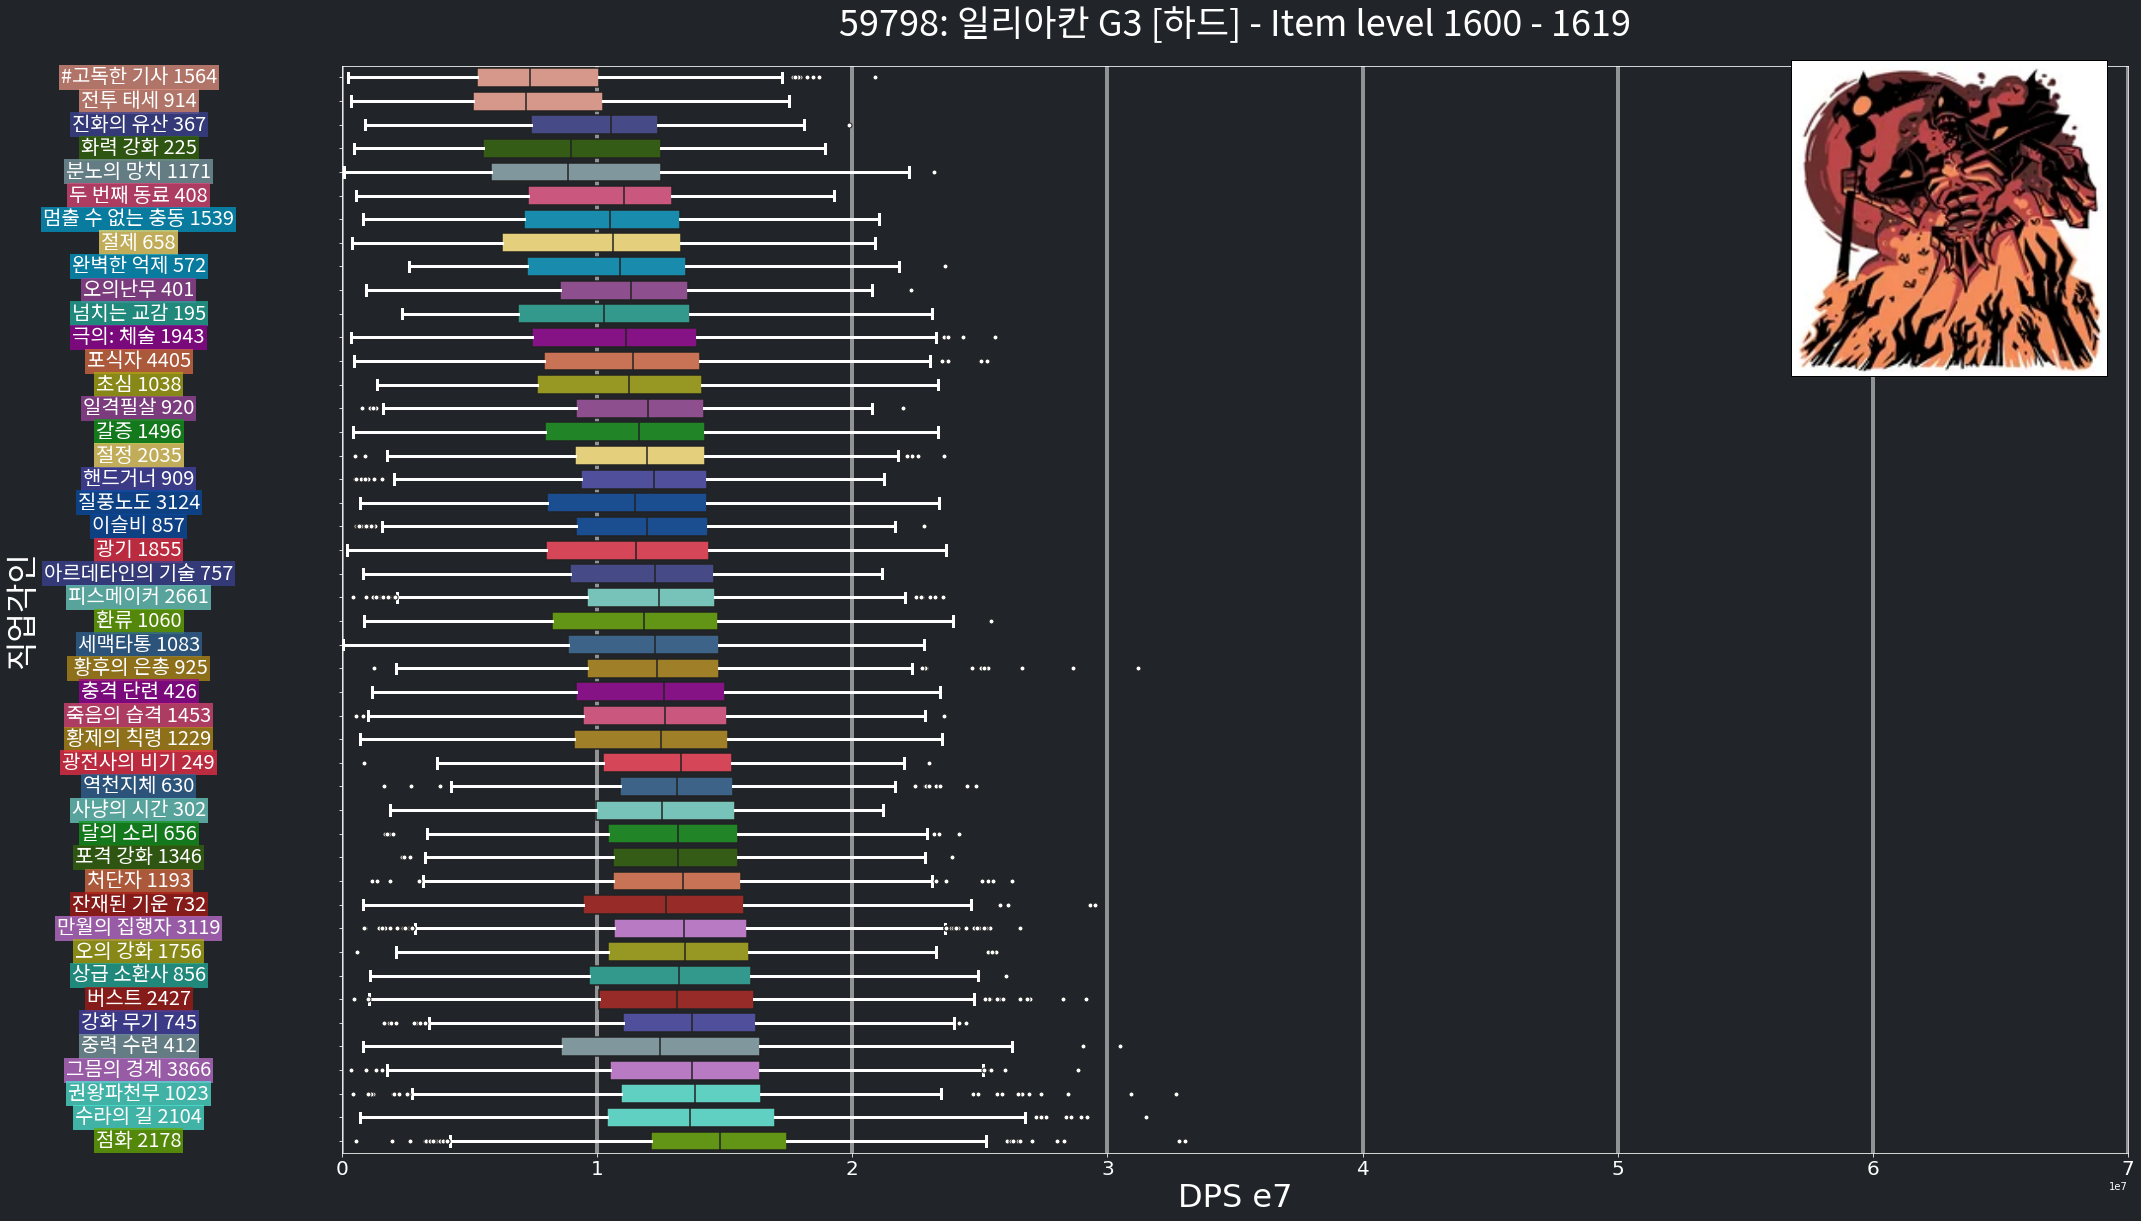 59798: 일리아칸 G3 [하드] - Item level 1600 - 1619
#고독한 기사 1564
전투 태세 914
진화의 유산 367
화력 강화 225
분노의 망치 1171
두 번째 동료 408
멈출 수 없는 충동 1539
절제 658
완벽한 억제 572
오의난무 401
넘치는 교감 195
극의: 체술 1943
포식자 4405
초심 1038
일격필살 920
갈증 1496
절정 2035
핸드거너 909
질풍노도 3124
이슬비 857
광기 1855
아르데타인의 기술 757
피스메이커 2661
환류 1060
세맥타통 1083
황후의 은총 925
충격 단련 426
죽음의 습격 1453
황제의 칙령 1229
광전사의 비기 249
역천지체 630
사냥의 시간 302
달의 소리 656
포격 강화 1346
처단자 1193
잔재된 기운 732
만월의 집행자 3119
오의 강화 1756
상급 소환사 856
버스트 2427
강화 무기 745
중력 수련 412
그믐의 경계 3866
권왕파천무 1023
수라의 길 2104
점화 2178
직업각인
0 1 2 3 4 5 6 7
1e7
DPS e7